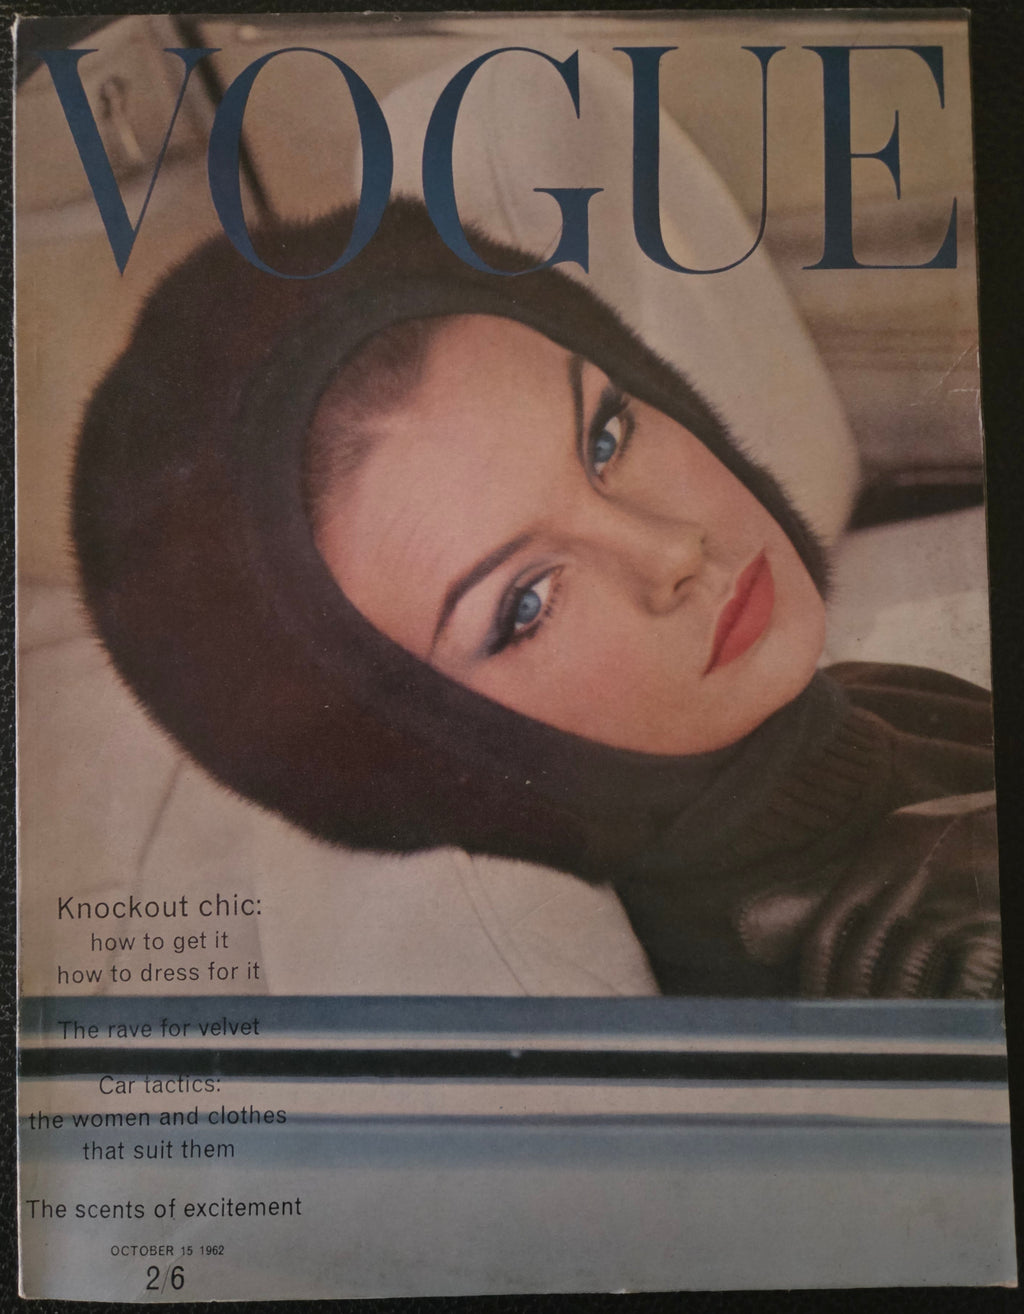 VOGUE
Knockout chic:
how to get it
how to dress for it
The rave for velvet
Car tactics:
the women and clothes
that suit them
The scents of excitement
OCTOBER 15 1962
2/6